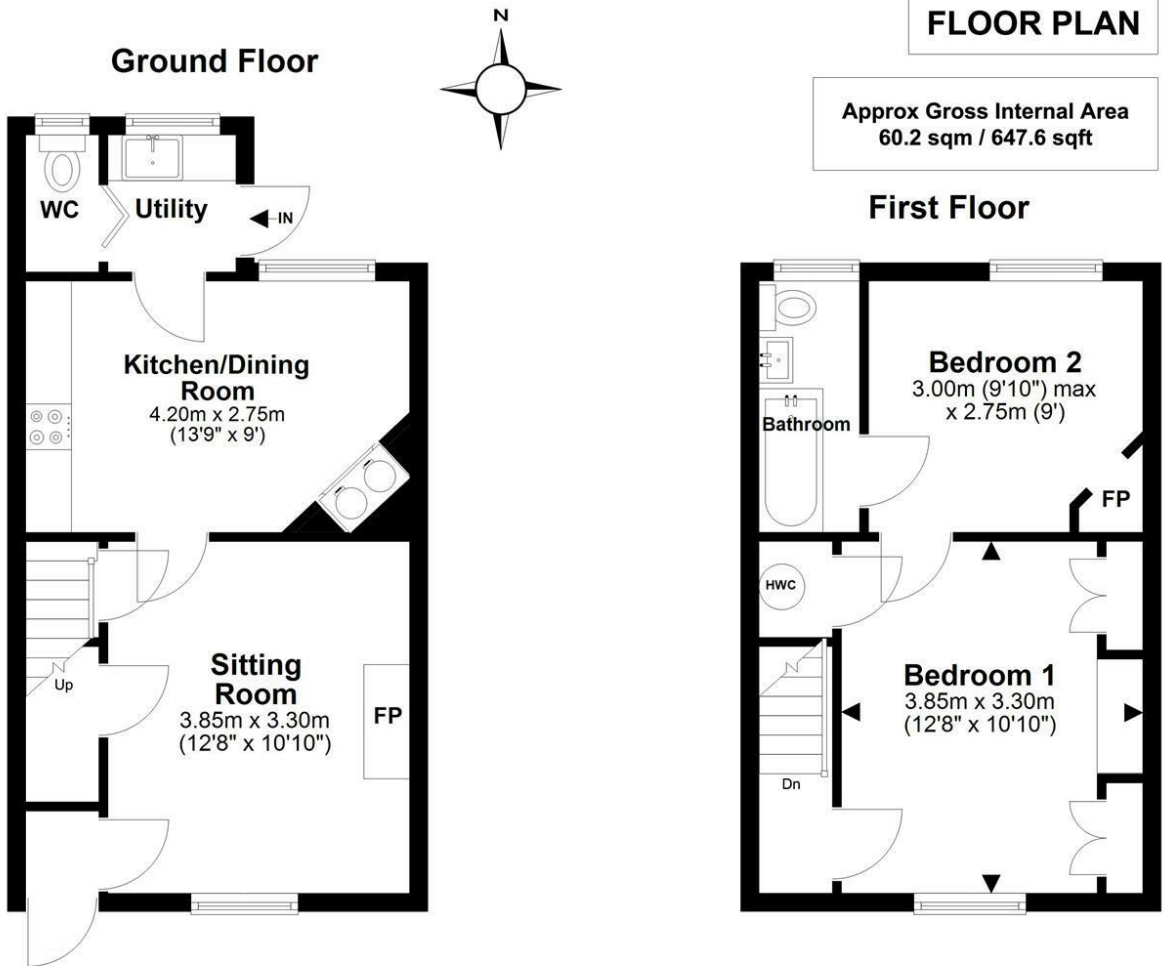 FLOOR PLAN
Approx Gross Internal Area
60.2 sqm / 647.6 sqft
N
Ground Floor
WC
Utility
IN
Kitchen/Dining
Room
4.20m x 2.75m
(13'9" x 9')
Up
Sitting
Room
3.85m x 3.30m
(12'8" x 10'10")
FP
First Floor
Bathroom
Bedroom 2
3.00m (9'10") max
x 2.75m (9')
FP
HWC
Bedroom 1
3.85m x 3.30m
(12'8" x 10'10")
Dn